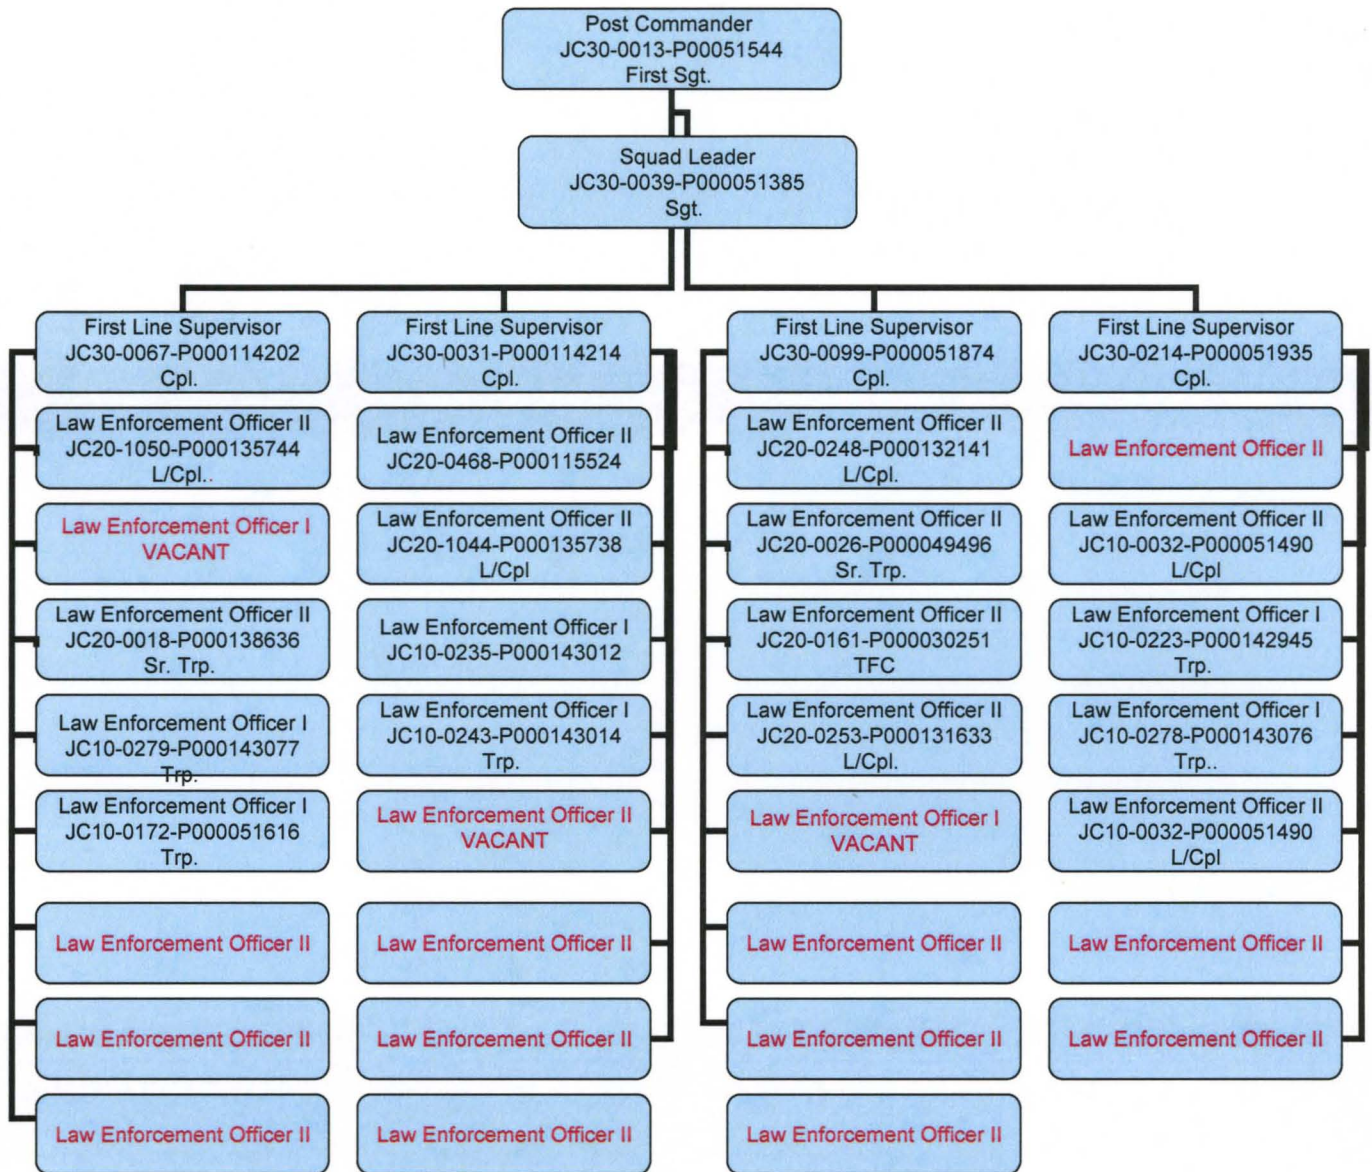 Post Commander
JC30-0013-P00051544
First Sgt.
Squad Leader
JC30-0039-P000051385
Sgt.
First Line Supervisor
JC30-0067-P000114202
Cpl.
Law Enforcement Officer II
JC20-1050-P000135744
L/Cpl..
Law Enforcement Officer I
VACANT
Law Enforcement Officer II
JC20-0018-P000138636
Sr. Trp.
Law Enforcement Officer I
JC10-0279-P000143077
Trp.
Law Enforcement Officer I
JC10-0172-P000051616
Trp.
Law Enforcement Officer II
Law Enforcement Officer II
Law Enforcement Officer II
First Line Supervisor
JC30-0031-P000114214
Cpl.
Law Enforcement Officer II
JC20-0468-P000115524
Law Enforcement Officer II
JC20-1044-P000135738
L/Cpl
Law Enforcement Officer I
JC10-0235-P000143012
Law Enforcement Officer I
JC10-0243-P000143014
Trp.
Law Enforcement Officer II
VACANT
Law Enforcement Officer II
Law Enforcement Officer II
Law Enforcement Officer II
First Line Supervisor
JC30-0099-P000051874
Cpl.
Law Enforcement Officer II
JC20-0248-P000132141
L/Cpl.
Law Enforcement Officer II
JC20-0026-P000049496
Sr. Trp.
Law Enforcement Officer II
JC20-0161-P000030251
TFC
Law Enforcement Officer II
JC20-0253-P000131633
L/Cpl.
Law Enforcement Officer I
VACANT
Law Enforcement Officer II
Law Enforcement Officer II
Law Enforcement Officer II
First Line Supervisor
JC30-0214-P000051935
Cpl.
Law Enforcement Officer II
Law Enforcement Officer II
JC10-0032-P000051490
L/Cpl
Law Enforcement Officer I
JC10-0223-P000142945
Trp.
Law Enforcement Officer I
JC10-0278-P000143076
Trp..
Law Enforcement Officer II
JC10-0032-P000051490
L/Cpl
Law Enforcement Officer II
Law Enforcement Officer II